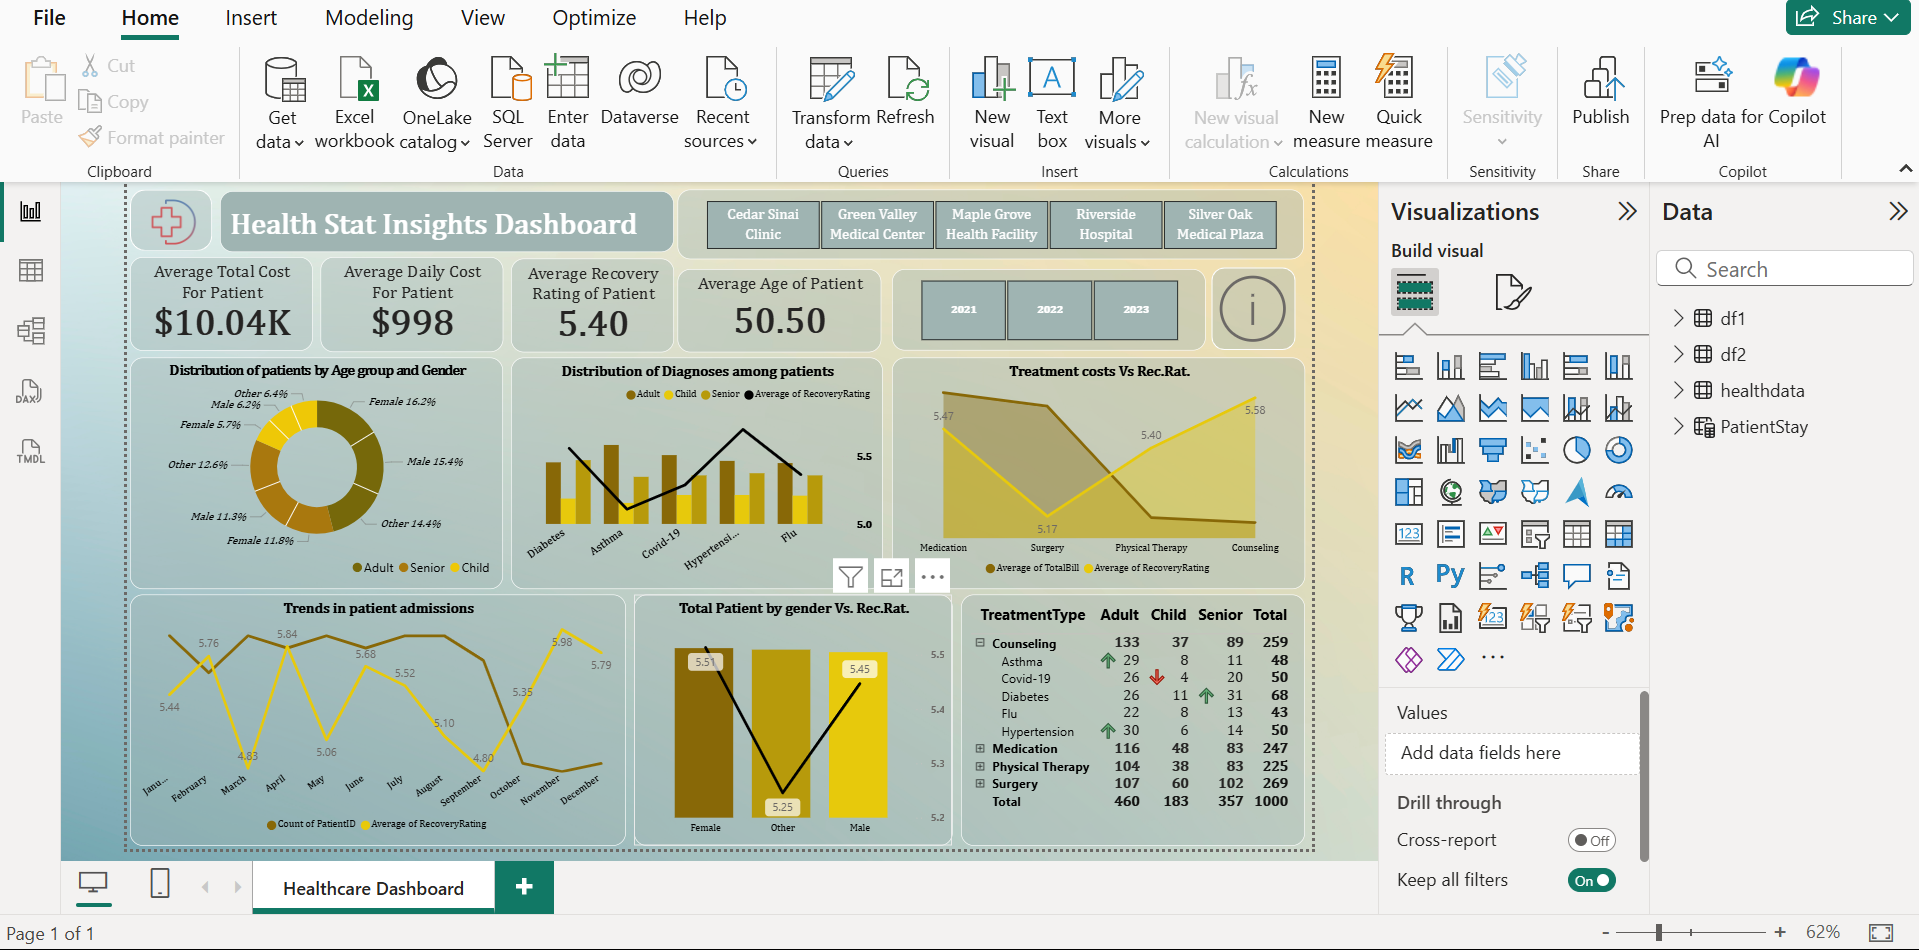 File Home Insert Modeling View Optimize Help Share
Paste Cut Copy Format painter
Clipboard
Get data
Excel workbook
OneLake catalog
SQL Server
Enter data
Dataverse
Recent sources
Data
Transform data
Refresh
Queries
New visual
Text box
More visuals
Insert
New visual calculation
New measure
Quick measure
Calculations
Sensitivity
Sensitivity
Publish
Share
Prep data for AI
Copilot
Copilot
Health Stat Insights Dashboard
Cedar Sinai Clinic
Green Valley Medical Center
Maple Grove Health Facility
Riverside Hospital
Silver Oak Medical Plaza
Average Total Cost For Patient
$10.04K
Average Daily Cost For Patient
$998
Average Recovery Rating of Patient
5.40
Average Age of Patient
50.50
2021 2022 2023
i
Distribution of patients by Age group and Gender
Other 6.4%
Male 6.2%
Female 5.7%
Other 12.6%
Male 11.3%
Female 11.8%
Female 16.2%
Male 15.4%
Other 14.4%
Adult Senior Child
Distribution of Diagnoses among patients
Adult Child Senior Average of RecoveryRating
5.5
5.0
Diabetes Asthma Covid-19 Hypertensi... Flu
Treatment costs Vs Rec.Rat.
5.47 5.17 5.40 5.58
Medication Surgery Physical Therapy Counseling
Average of TotalBill Average of RecoveryRating
Trends in patient admissions
5.44 5.76 4.83 5.84 5.06 5.68 5.52 5.10 4.80 5.35 5.98 5.79
Janu... February March April May June July August September October November December
Count of PatientID Average of RecoveryRating
Total Patient by gender Vs. Rec.Rat.
5.51 5.25 5.45
5.5
5.4
5.3
5.2
Female Other Male
TreatmentType Adult Child Senior Total
Counseling 133 37 89 259
Asthma 29 8 11 48
Covid-19 26 4 20 50
Diabetes 26 11 31 68
Flu 22 8 13 43
Hypertension 30 6 14 50
Medication 116 48 83 247
Physical Therapy 104 38 83 225
Surgery 107 60 102 269
Total 460 183 357 1000
DAX
TMDL
Visualizations
Build visual
123
R Py
123
Values
Add data fields here
Drill through
Cross-report Off
Keep all filters On
Data
Search
df1
df2
healthdata
PatientStay
Healthcare Dashboard
Page 1 of 1
- + 62%